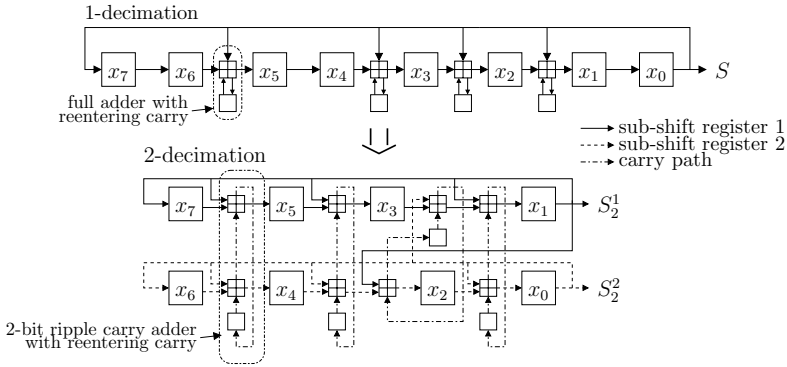 1-decimation
x₇ x₆ x₅ x₄ x₃ x₂ x₁ x₀ S
full adder with
reentering carry
sub-shift register 1
sub-shift register 2
carry path
2-decimation
x₇ x₅ x₃ x₁ S₂¹
x₆ x₄ x₂ x₀ S₂²
2-bit ripple carry adder
with reentering carry